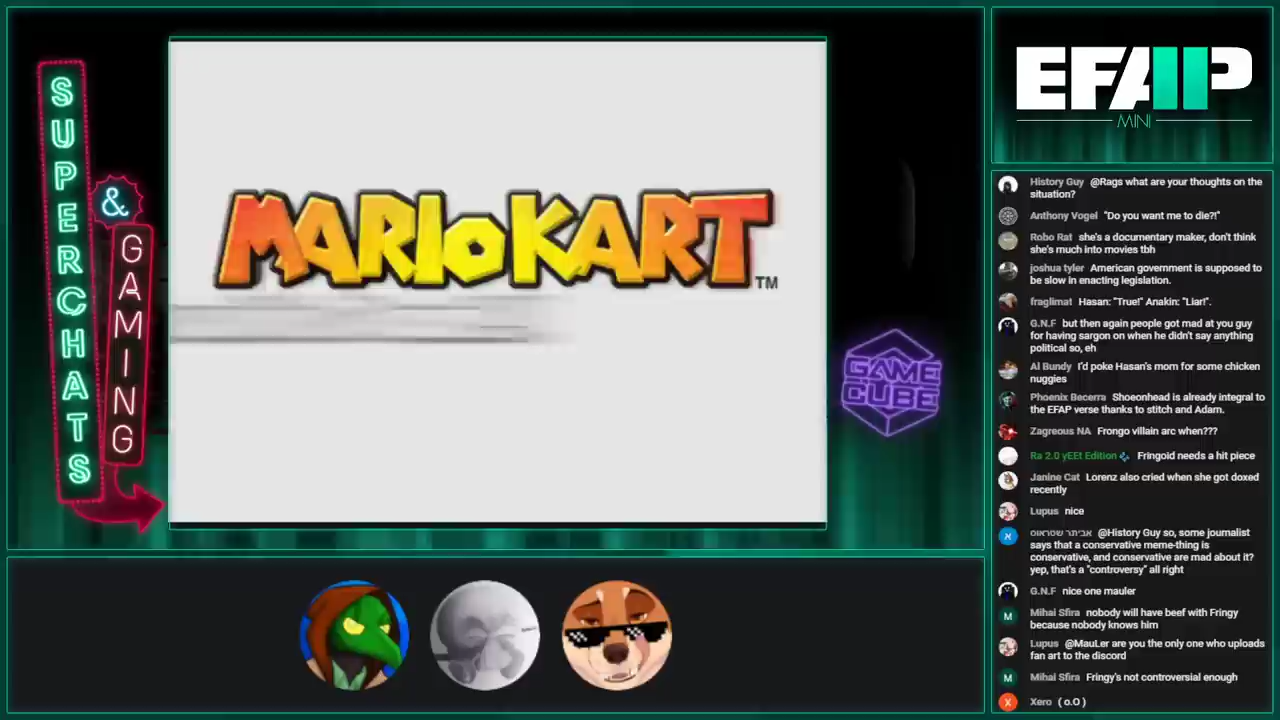 SUPERCHATS
&
GAMING
MARIOKART
TM
GAME
CUBE
EFAP
MINI
History Guy @Rags what are your thoughts on the
situation?
Anthony Vogel "Do you want me to die?!"
Robo Rat she's a documentary maker, don't think
she's much into movies tbh
joshua tyler American government is supposed to
be slow in enacting legislation.
fraglimat Hasan: "True!" Anakin: "Liar!".
G.N.F but then again people got mad at you guy
for having sargon on when he didn't say anything
political so, eh
Al Bundy I'd poke Hasan's mom for some chicken
nuggies
Phoenix Becerra Shoeonhead is already integral to
the EFAP verse thanks to stitch and Adam.
Zagreous NA Frongo villain arc when???
Ra 2.0 yEEt Edition Fringoid needs a hit piece
Janine Cat Lorenz also cried when she got doxed
recently
Lupus nice
א
אביתר שטראוס @History Guy so, some journalist
says that a conservative meme-thing is
conservative, and conservative are mad about it?
yep, that's a "controversy" all right
G.N.F nice one mauler
M
Mihai Sfira nobody will have beef with Fringy
because nobody knows him
Lupus @MauLer are you the only one who uploads
fan art to the discord
M
Mihai Sfira Fringy's not controversial enough
X
Xero ( o.O )